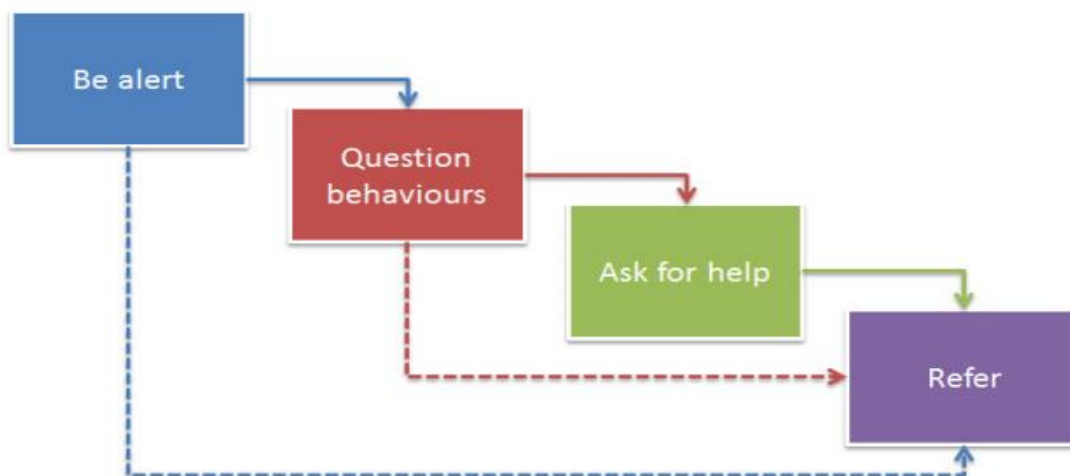 Be alert
Question
behaviours
Ask for help
Refer